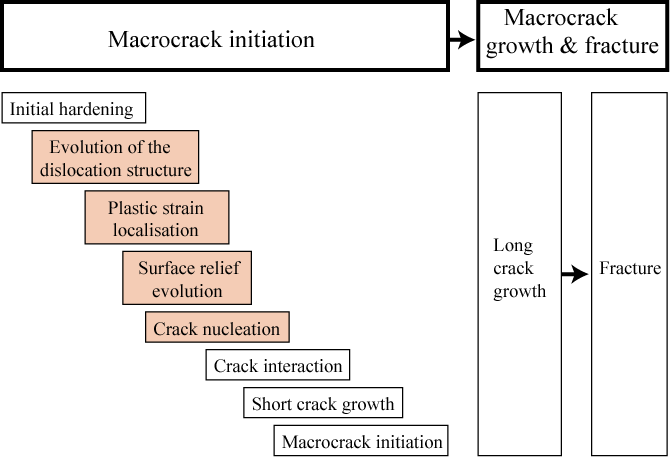 Macrocrack initiation
Macrocrack
growth & fracture
Initial hardening
Evolution of the
dislocation structure
Plastic strain
localisation
Surface relief
evolution
Crack nucleation
Crack interaction
Short crack growth
Macrocrack initiation
Long
crack
growth
Fracture